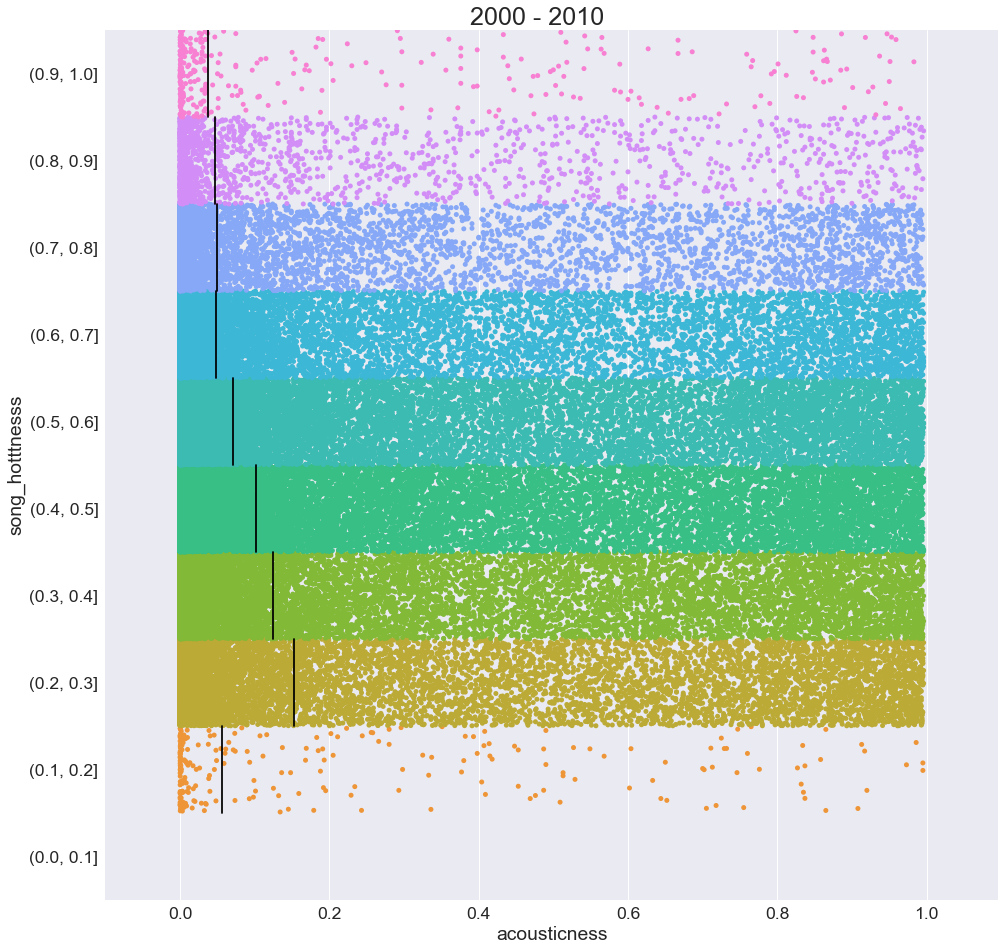 2000 - 2010
(0.9, 1.0]
(0.8, 0.9]
(0.7, 0.8]
(0.6, 0.7]
(0.5, 0.6]
(0.4, 0.5]
(0.3, 0.4]
(0.2, 0.3]
(0.1, 0.2]
(0.0, 0.1]
song_hotttnesss
0.0 0.2 0.4 0.6 0.8 1.0
acousticness